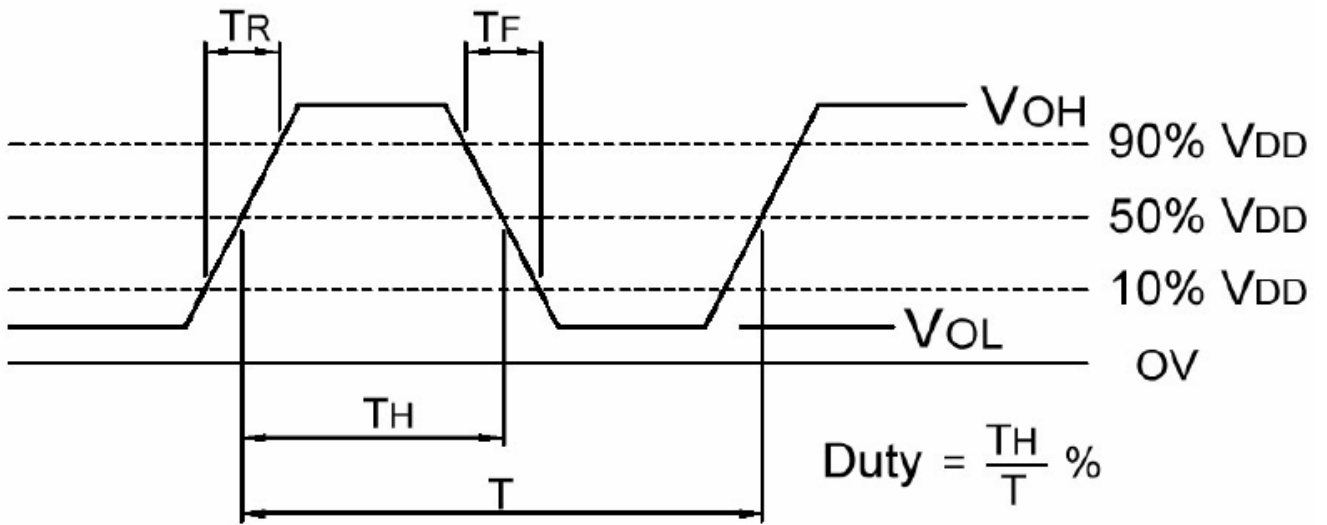 TR
TF
VOH
90% VDD
50% VDD
10% VDD
VOL
OV
TH
Duty = TH/T %
T